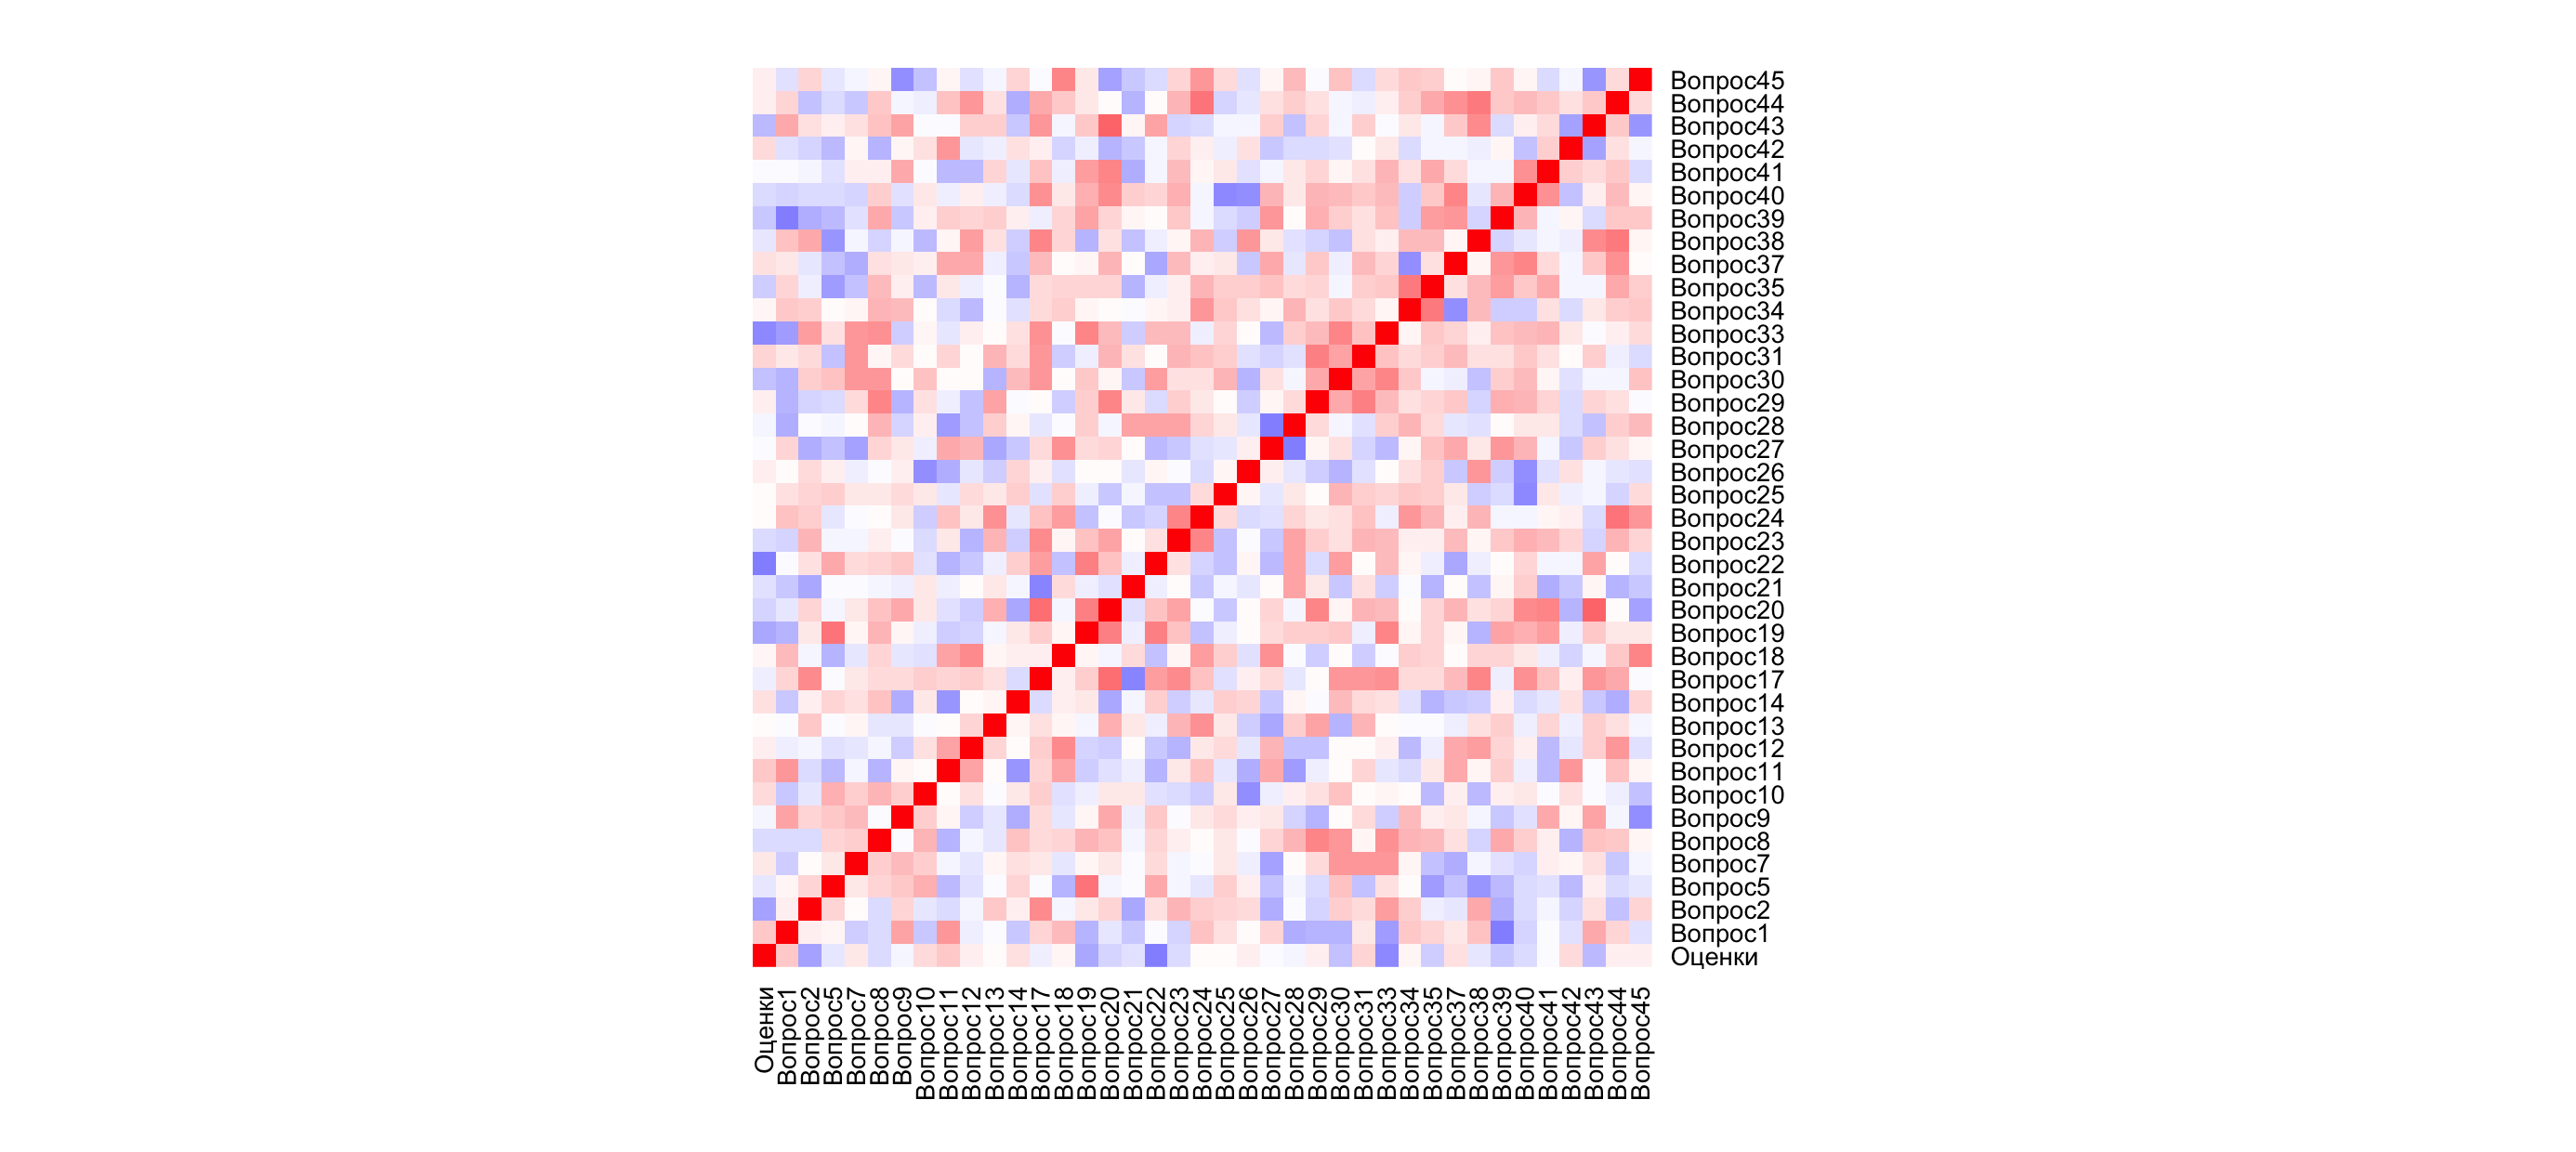 Вопрос45
Вопрос44
Вопрос43
Вопрос42
Вопрос41
Вопрос40
Вопрос39
Вопрос38
Вопрос37
Вопрос35
Вопрос34
Вопрос33
Вопрос31
Вопрос30
Вопрос29
Вопрос28
Вопрос27
Вопрос26
Вопрос25
Вопрос24
Вопрос23
Вопрос22
Вопрос21
Вопрос20
Вопрос19
Вопрос18
Вопрос17
Вопрос14
Вопрос13
Вопрос12
Вопрос11
Вопрос10
Вопрос9
Вопрос8
Вопрос7
Вопрос5
Вопрос2
Вопрос1
Оценки
Оценки
Вопрос1
Вопрос2
Вопрос5
Вопрос7
Вопрос8
Вопрос9
Вопрос10
Вопрос11
Вопрос12
Вопрос13
Вопрос14
Вопрос17
Вопрос18
Вопрос19
Вопрос20
Вопрос21
Вопрос22
Вопрос23
Вопрос24
Вопрос25
Вопрос26
Вопрос27
Вопрос28
Вопрос29
Вопрос30
Вопрос31
Вопрос33
Вопрос34
Вопрос35
Вопрос37
Вопрос38
Вопрос39
Вопрос40
Вопрос41
Вопрос42
Вопрос43
Вопрос44
Вопрос45